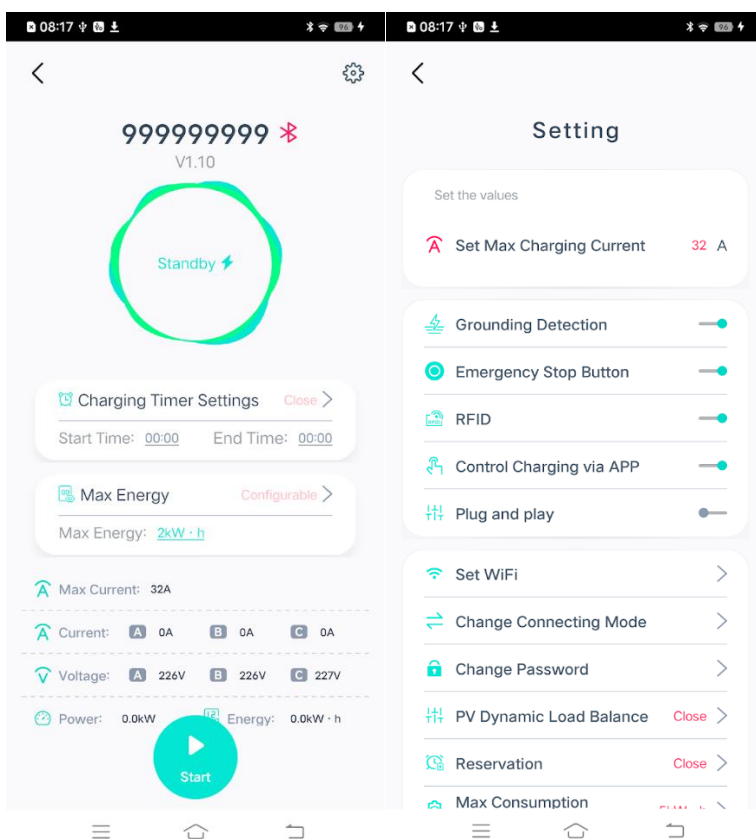 08:17
96
999999999
V1.10
Standby
Charging Timer Settings Close
Start Time: 00:00 End Time: 00:00
Max Energy Configurable
Max Energy: 2kW · h
Max Current: 32A
Current: A 0A B 0A C 0A
Voltage: A 226V B 226V C 227V
Power: 0.0kW Energy: 0.0kW · h
Start
08:17
96
Setting
Set the values
Set Max Charging Current 32 A
Grounding Detection
Emergency Stop Button
RFID
Control Charging via APP
Plug and play
Set WiFi
Change Connecting Mode
Change Password
PV Dynamic Load Balance Close
Reservation Close
Max Consumption